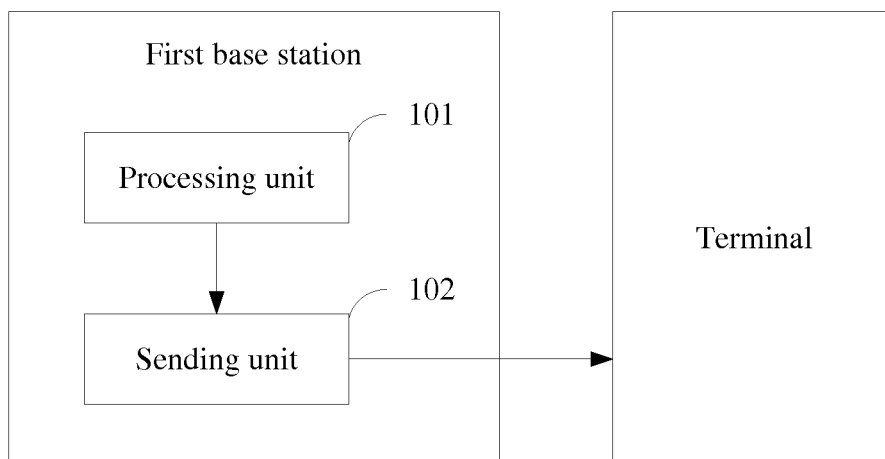 First base station
101
Processing unit
Terminal
102
Sending unit